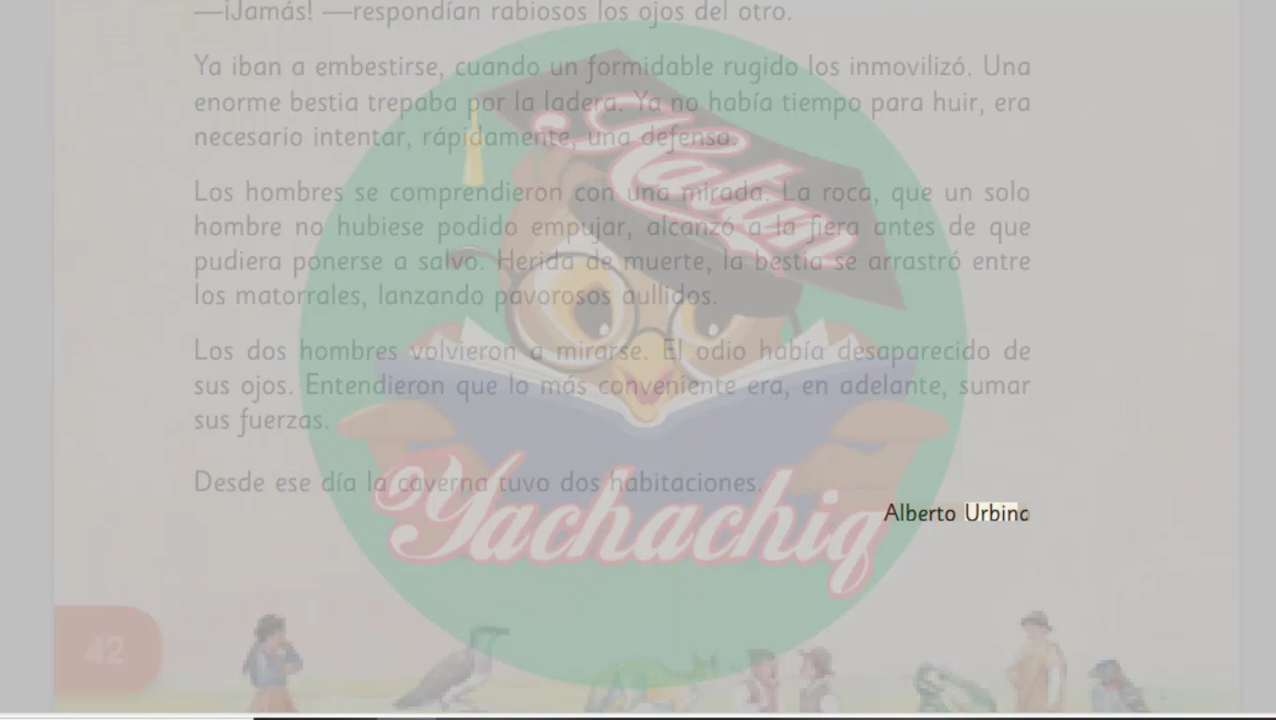 —¡Jamás! —respondían rabiosos los ojos del otro.
Ya iban a embestirse, cuando un formidable rugido los inmovilizó. Una
enorme bestia trepaba por la ladera. Ya no había tiempo para huir, era
necesario intentar, rápidamente, una defensa.
Los hombres se comprendieron con una mirada. La roca, que un solo
hombre no hubiese podido empujar, alcanzó a la fiera antes de que
pudiera ponerse a salvo. Herida de muerte, la bestia se arrastró entre
los matorrales, lanzando pavorosos aullidos.
Los dos hombres volvieron a mirarse. El odio había desaparecido de
sus ojos. Entendieron que lo más conveniente era, en adelante, sumar
sus fuerzas.
Desde ese día la caverna tuvo dos habitaciones.
Alberto Urbina
Hatun
Yachachiq
42